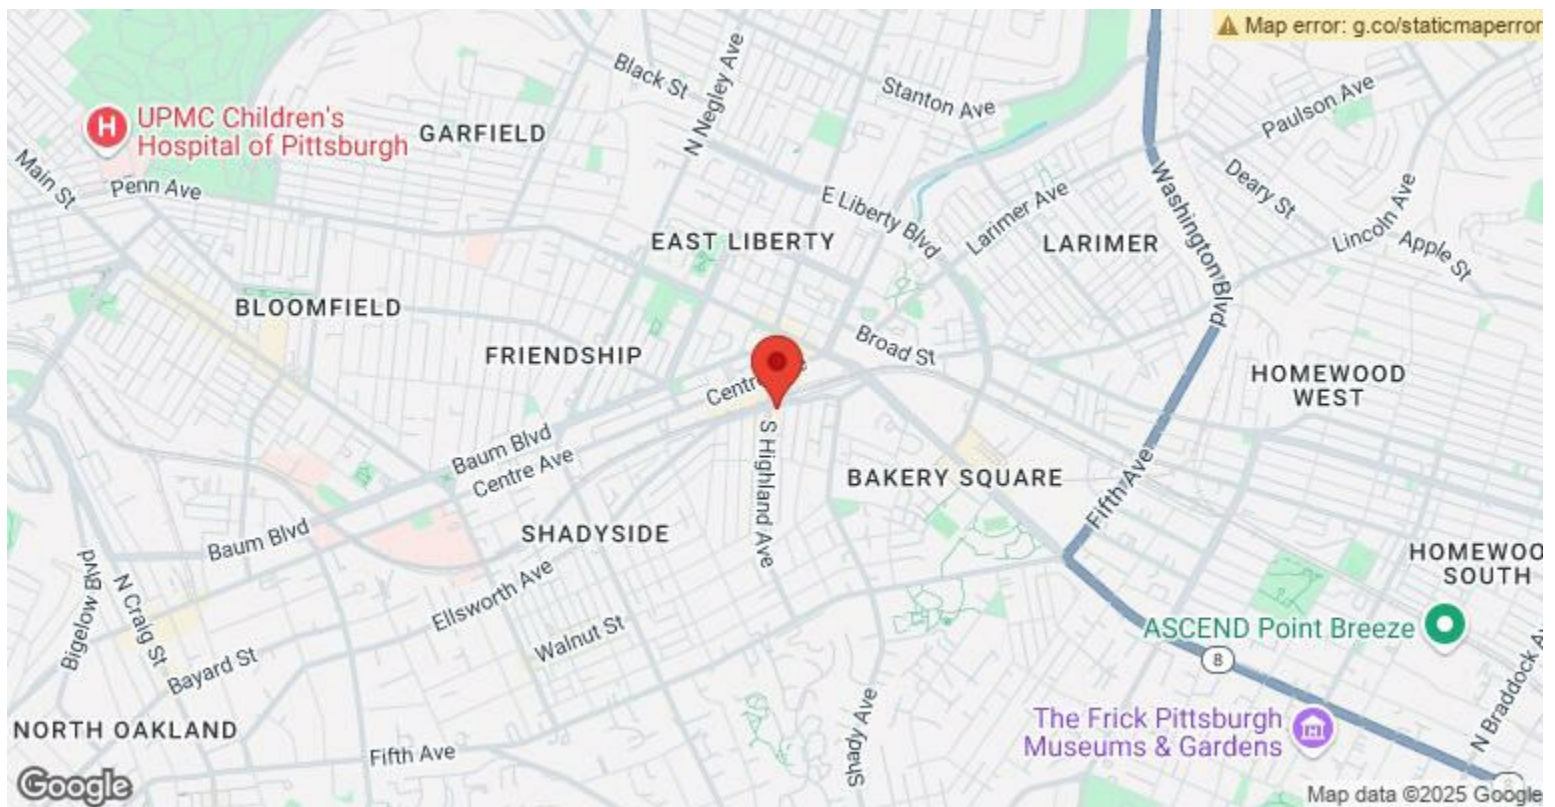 Map error: g.co/staticmaperror
Black St
N Negley Ave
Stanton Ave
Paulson Ave
UPMC Children's
Hospital of Pittsburgh
GARFIELD
Main St
Penn Ave
Washington Blvd
Deary St
E Liberty Blvd
Larimer Ave
Lincoln Ave
Apple St
EAST LIBERTY
LARIMER
BLOOMFIELD
FRIENDSHIP
Broad St
HOMEWOOD
WEST
Centre
Baum Blvd
Centre Ave
S Highland Ave
BAKERY SQUARE
Fifth Ave
SHADYSIDE
Baum Blvd
HOMEWOO
SOUTH
Bigelow Blvd
N Craig St
Ellsworth Ave
Walnut St
ASCEND Point Breeze
8
Bayard St
N Braddock A
NORTH OAKLAND
Fifth Ave
Shady Ave
The Frick Pittsburgh
Museums & Gardens
Google
Map data ©2025 Google